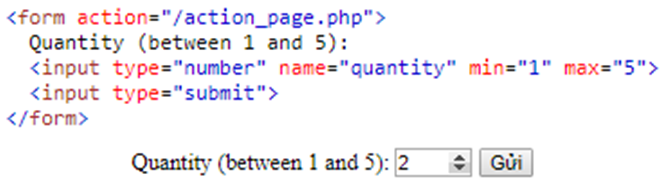 <form action="/action_page.php">
  Quantity (between 1 and 5):
  <input type="number" name="quantity" min="1" max="5">
  <input type="submit">
</form>
Quantity (between 1 and 5): 2 Gửi